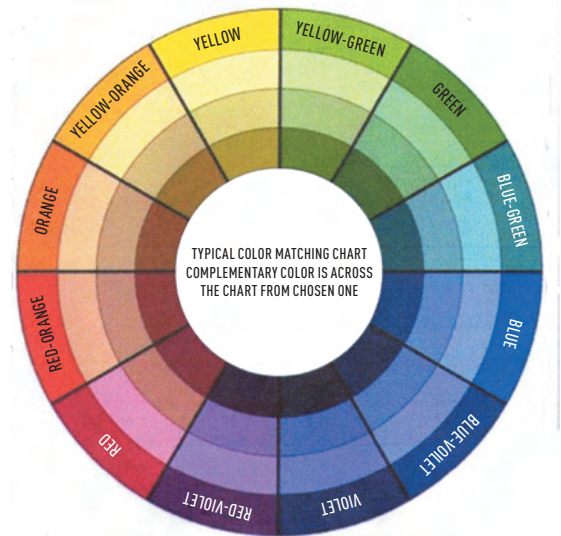 YELLOW
YELLOW-GREEN
GREEN
BLUE-GREEN
BLUE
BLUE-VOILET
VIOLET
RED-VIOLET
RED
RED-ORANGE
ORANGE
YELLOW-ORANGE
TYPICAL COLOR MATCHING CHART
COMPLEMENTARY COLOR IS ACROSS
THE CHART FROM CHOSEN ONE